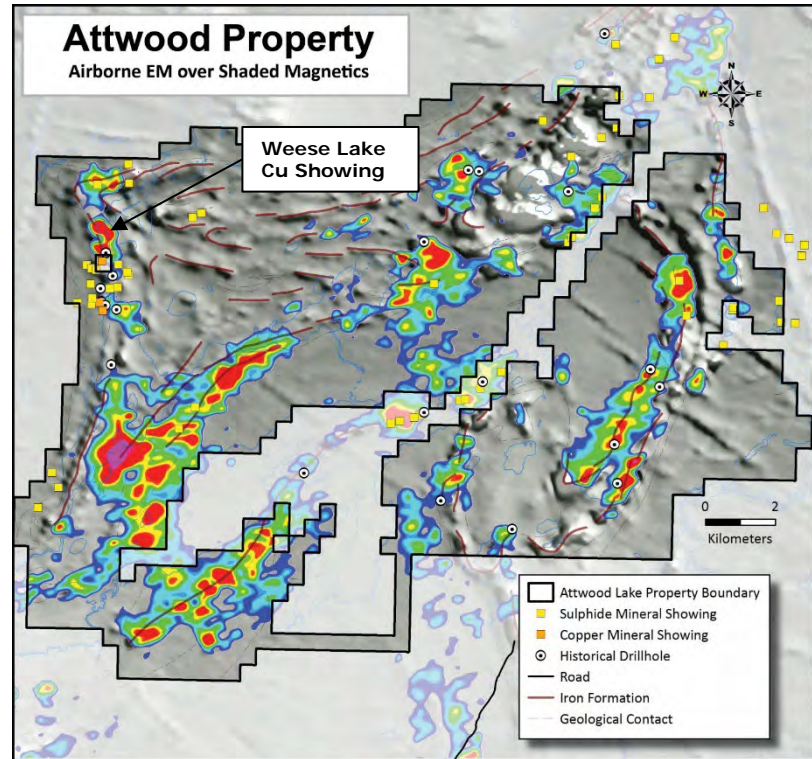 Attwood Property
Airborne EM over Shaded Magnetics
N
W E
S
Weese Lake
Cu Showing
0 2
Kilometers
Attwood Lake Property Boundary
Sulphide Mineral Showing
Copper Mineral Showing
Historical Drillhole
Road
Iron Formation
Geological Contact